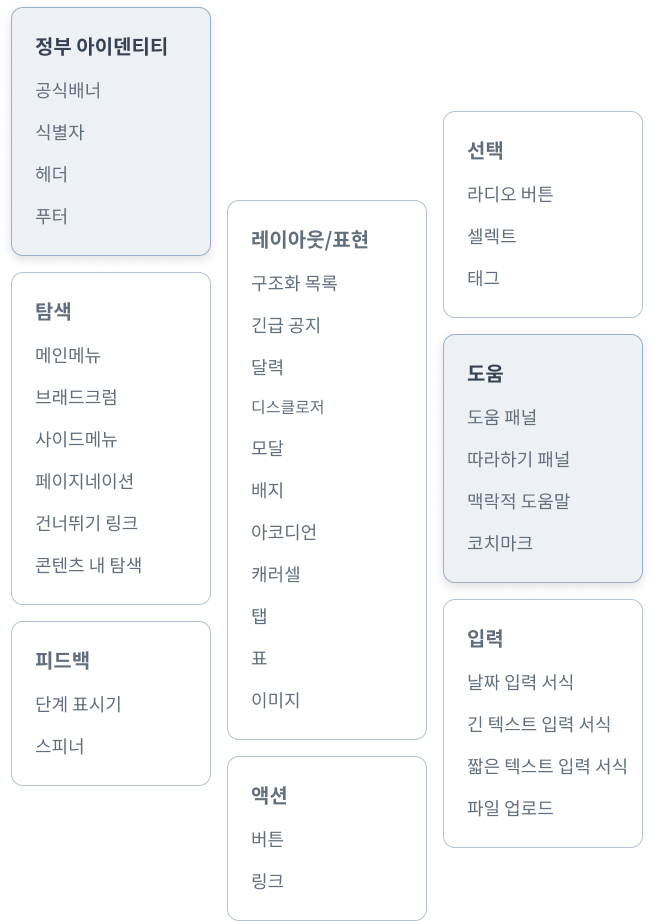 정부 아이덴티티
공식배너
식별자
헤더
푸터
탐색
메인메뉴
브래드크럼
사이드메뉴
페이지네이션
건너뛰기 링크
콘텐츠 내 탐색
피드백
단계 표시기
스피너
레이아웃/표현
구조화 목록
긴급 공지
달력
디스클로저
모달
배지
아코디언
캐러셀
탭
표
이미지
액션
버튼
링크
선택
라디오 버튼
셀렉트
태그
도움
도움 패널
따라하기 패널
맥락적 도움말
코치마크
입력
날짜 입력 서식
긴 텍스트 입력 서식
짧은 텍스트 입력 서식
파일 업로드